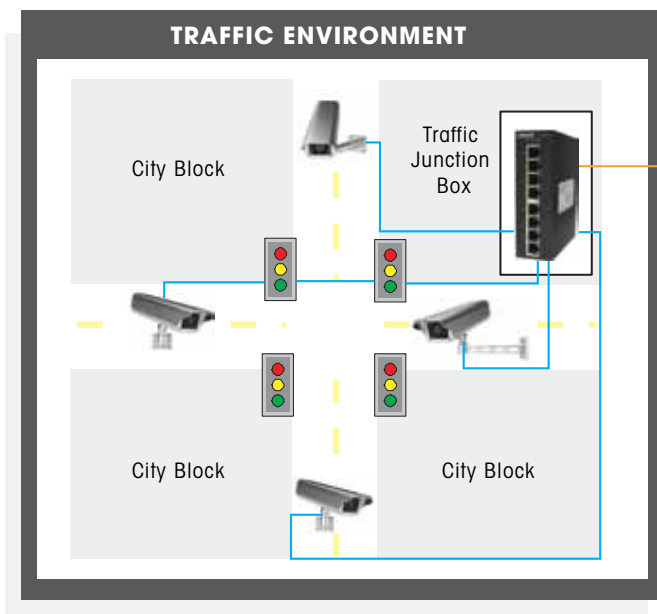 TRAFFIC ENVIRONMENT
City Block
Traffic
Junction
Box
City Block
City Block